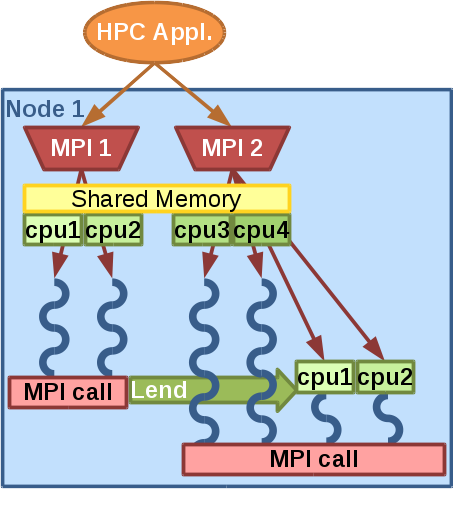 HPC Appl.
Node 1
MPI 1
MPI 2
Shared Memory
cpu1
cpu2
cpu3
cpu4
cpu1
cpu2
MPI call
Lend
MPI call